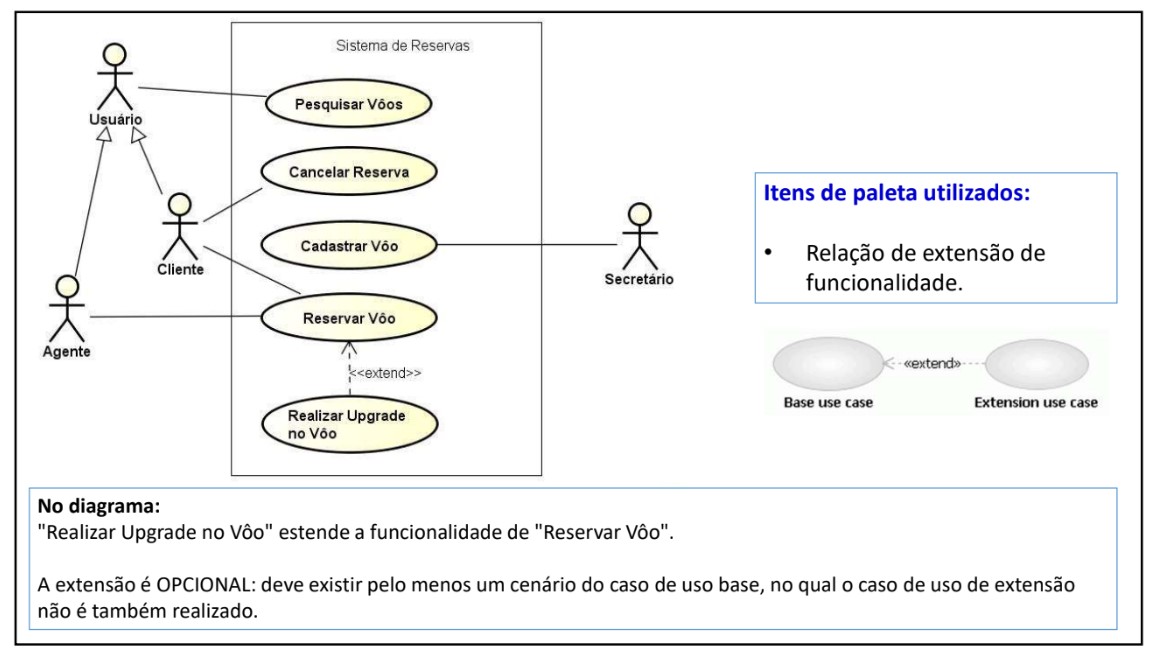 Sistema de Reservas
Usuário
Pesquisar Vôos
Cancelar Reserva
Cadastrar Vôo
Cliente
Secretário
Reservar Vôo
Agente
<<extend>>
Realizar Upgrade
no Vôo
Itens de paleta utilizados:
• Relação de extensão de
funcionalidade.
«extend»
Base use case
Extension use case
No diagrama:
"Realizar Upgrade no Vôo" estende a funcionalidade de "Reservar Vôo".
A extensão é OPCIONAL: deve existir pelo menos um cenário do caso de uso base, no qual o caso de uso de extensão
não é também realizado.